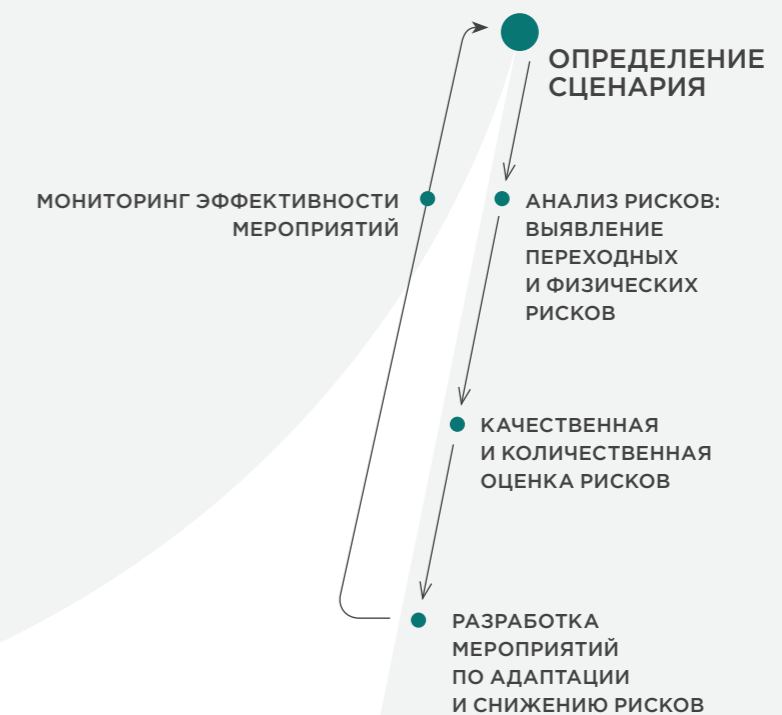 ОПРЕДЕЛЕНИЕ
СЦЕНАРИЯ
МОНИТОРИНГ ЭФФЕКТИВНОСТИ
МЕРОПРИЯТИЙ
АНАЛИЗ РИСКОВ:
ВЫЯВЛЕНИЕ
ПЕРЕХОДНЫХ
И ФИЗИЧЕСКИХ
РИСКОВ
КАЧЕСТВЕННАЯ
И КОЛИЧЕСТВЕННАЯ
ОЦЕНКА РИСКОВ
РАЗРАБОТКА
МЕРОПРИЯТИЙ
ПО АДАПТАЦИИ
И СНИЖЕНИЮ РИСКОВ